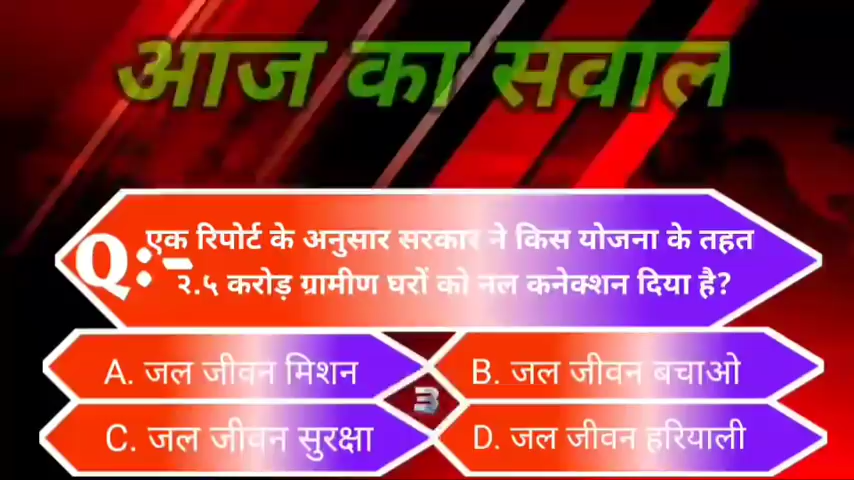 आज का सवाल
Q:- एक रिपोर्ट के अनुसार सरकार ने किस योजना के तहत
२.५ करोड़ ग्रामीण घरों को नल कनेक्शन दिया है?
A. जल जीवन मिशन
B. जल जीवन बचाओ
3
C. जल जीवन सुरक्षा
D. जल जीवन हरियाली